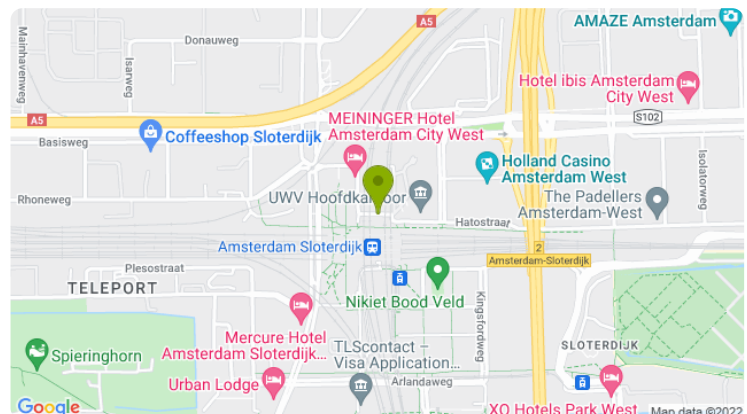 A5
AMAZE Amsterdam
Donauweg
Mainhavenweg
Isarweg
Hotel ibis Amsterdam
City West
A5
MEININGER Hotel
Amsterdam City West
S102
Coffeeshop Sloterdijk
Basisweg
Holland Casino
Amsterdam West
Isolatorweg
Rhoneweg
UWV Hoofdkantoor
The Padellers
Amsterdam-West
Hatostraat
Amsterdam Sloterdijk
2
Amsterdam-Sloterdijk
Plesostraat
TELEPORT
Nikiet Bood Veld
Kingsfordweg
Mercure Hotel
Amsterdam Sloterdijk...
SLOTERDIJK
Spieringhorn
TLScontact –
Visa Application...
Urban Lodge
Arlandaweg
XO Hotels Park West
Google
Map data ©2022